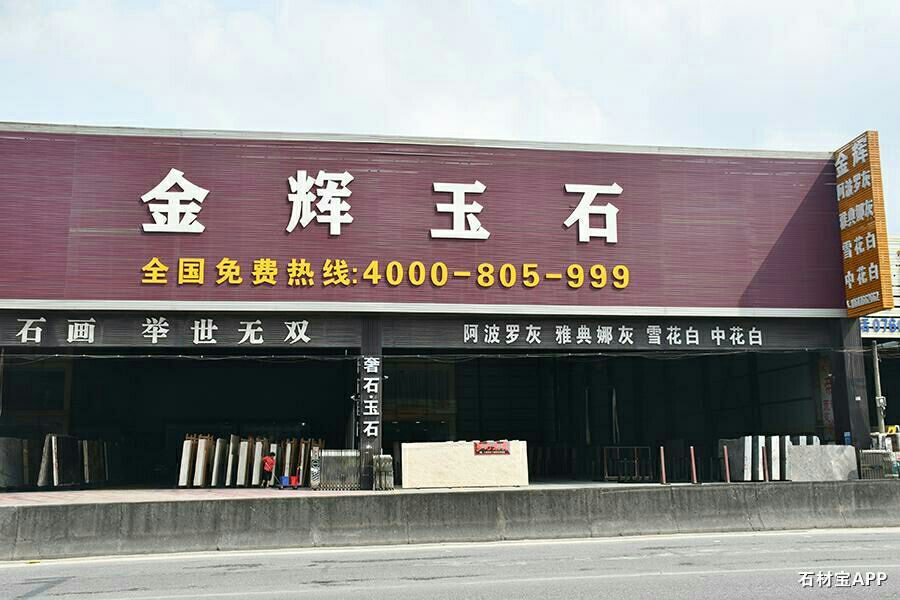 金辉玉石
全国免费热线:4000-805-999
石画 举世无双
阿波罗灰 雅典娜灰 雪花白 中花白
奢石·玉石
金辉
阿波罗灰
雅典娜灰
雪花白
中花白
石材宝APP